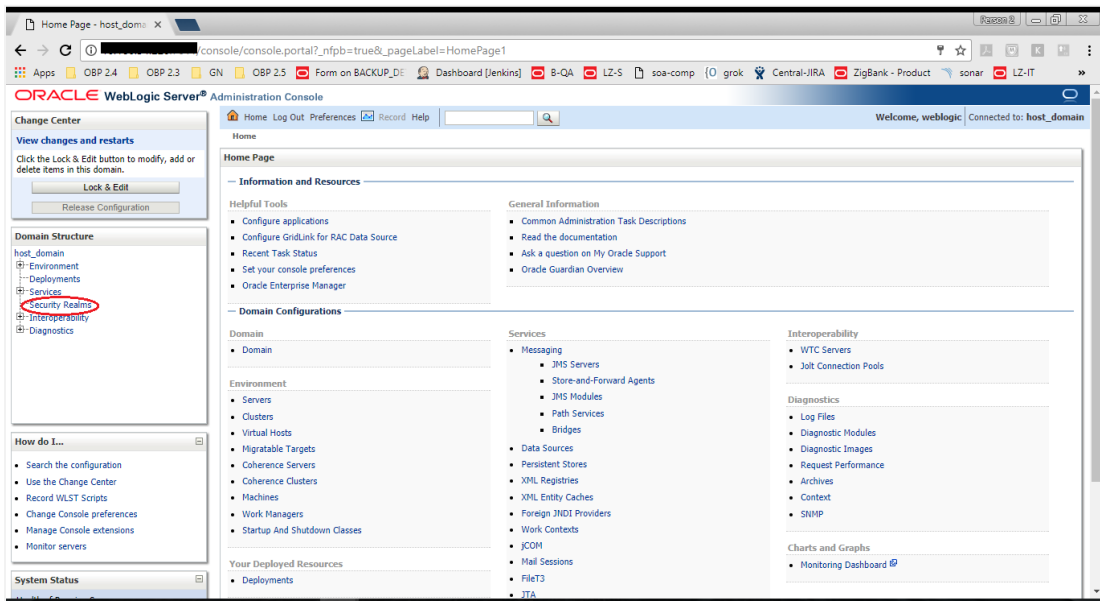 Home Page - host_doma
Person 2
/console/console.portal?_nfpb=true&_pageLabel=HomePage1
Apps OBP 2.4 OBP 2.3 GN OBP 2.5 Form on BACKUP_DE Dashboard [Jenkins] B-QA LZ-S soa-comp grok Central-JIRA ZigBank - Product sonar LZ-IT »
ORACLE WebLogic Server® Administration Console
Change Center
View changes and restarts
Click the Lock & Edit button to modify, add or
delete items in this domain.
Lock & Edit
Release Configuration
Domain Structure
host_domain
Environment
Deployments
Services
Security Realms
Interoperability
Diagnostics
How do I...
Search the configuration
Use the Change Center
Record WLST Scripts
Change Console preferences
Manage Console extensions
Monitor servers
System Status
Home Log Out Preferences Record Help
Welcome, weblogic Connected to: host_domain
Home
Home Page
Information and Resources
Helpful Tools
Configure applications
Configure GridLink for RAC Data Source
Recent Task Status
Set your console preferences
Oracle Enterprise Manager
General Information
Common Administration Task Descriptions
Read the documentation
Ask a question on My Oracle Support
Oracle Guardian Overview
Domain Configurations
Domain
Domain
Environment
Servers
Clusters
Virtual Hosts
Migratable Targets
Coherence Servers
Coherence Clusters
Machines
Work Managers
Startup And Shutdown Classes
Your Deployed Resources
Deployments
Services
Messaging
JMS Servers
Store-and-Forward Agents
JMS Modules
Path Services
Bridges
Data Sources
Persistent Stores
XML Registries
XML Entity Caches
Foreign JNDI Providers
Work Contexts
jCOM
Mail Sessions
FileT3
JTA
Interoperability
WTC Servers
Jolt Connection Pools
Diagnostics
Log Files
Diagnostic Modules
Diagnostic Images
Request Performance
Archives
Context
SNMP
Charts and Graphs
Monitoring Dashboard